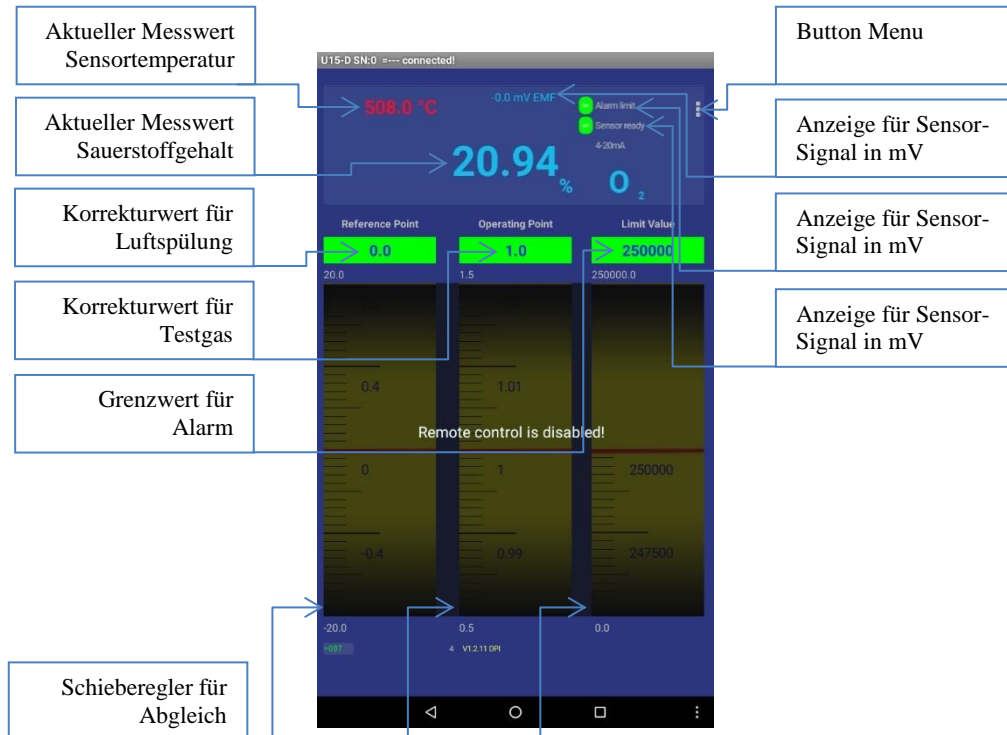 Aktueller Messwert
Sensortemperatur
Aktueller Messwert
Sauerstoffgehalt
Korrekturwert für
Luftspülung
Korrekturwert für
Testgas
Grenzwert für
Alarm
Schieberegler für
Abgleich
U15-D SN:0 =--- connected!
508.0 °C
-0.0 mV EMF
Alarm limit
Sensor ready
4-20mA
20.94 %
O 2
Reference Point Operating Point Limit Value
0.0 1.0 250000
20.0 1.5 250000.0
0.4 1.01
Remote control is disabled!
0 1 250000
-0.4 0.99 247500
-20.0 0.5 0.0
+007 4 V1.2.11 DPI
Button Menu
Anzeige für Sensor-
Signal in mV
Anzeige für Sensor-
Signal in mV
Anzeige für Sensor-
Signal in mV